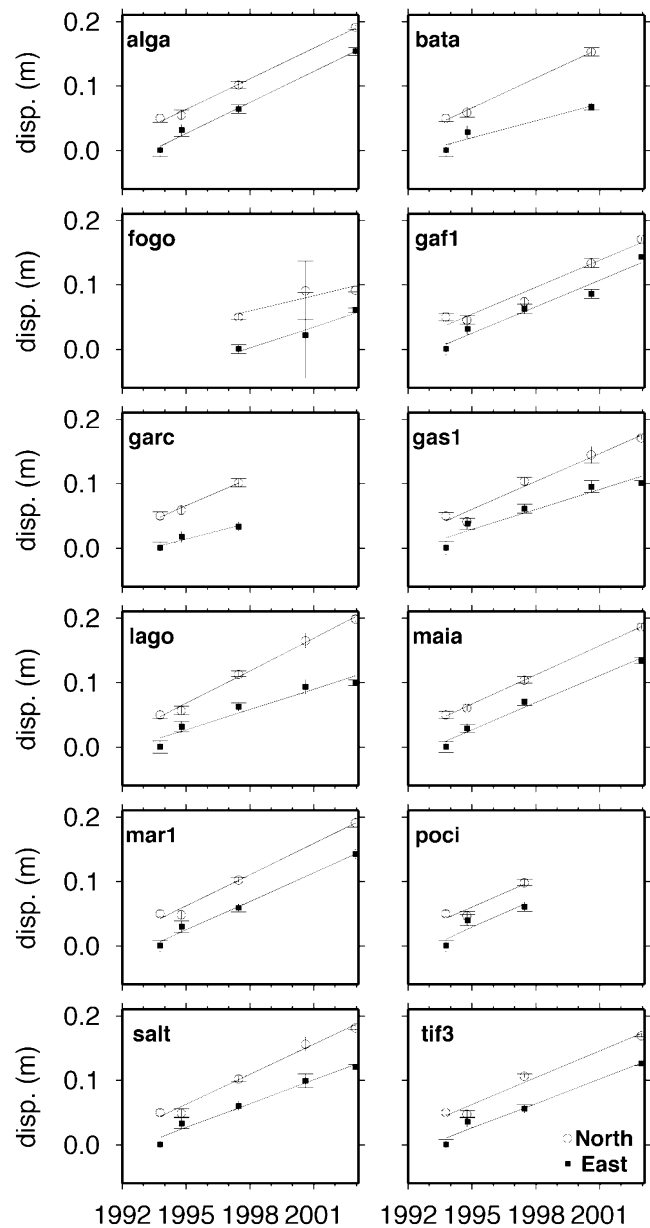 alga
bata
disp. (m)
0.2
0.1
0.0
fogo
gaf1
disp. (m)
0.2
0.1
0.0
garc
gas1
disp. (m)
0.2
0.1
0.0
lago
maia
disp. (m)
0.2
0.1
0.0
mar1
poci
disp. (m)
0.2
0.1
0.0
salt
tif3
disp. (m)
0.2
0.1
0.0
North
East
1992 1995 1998 2001
1992 1995 1998 2001